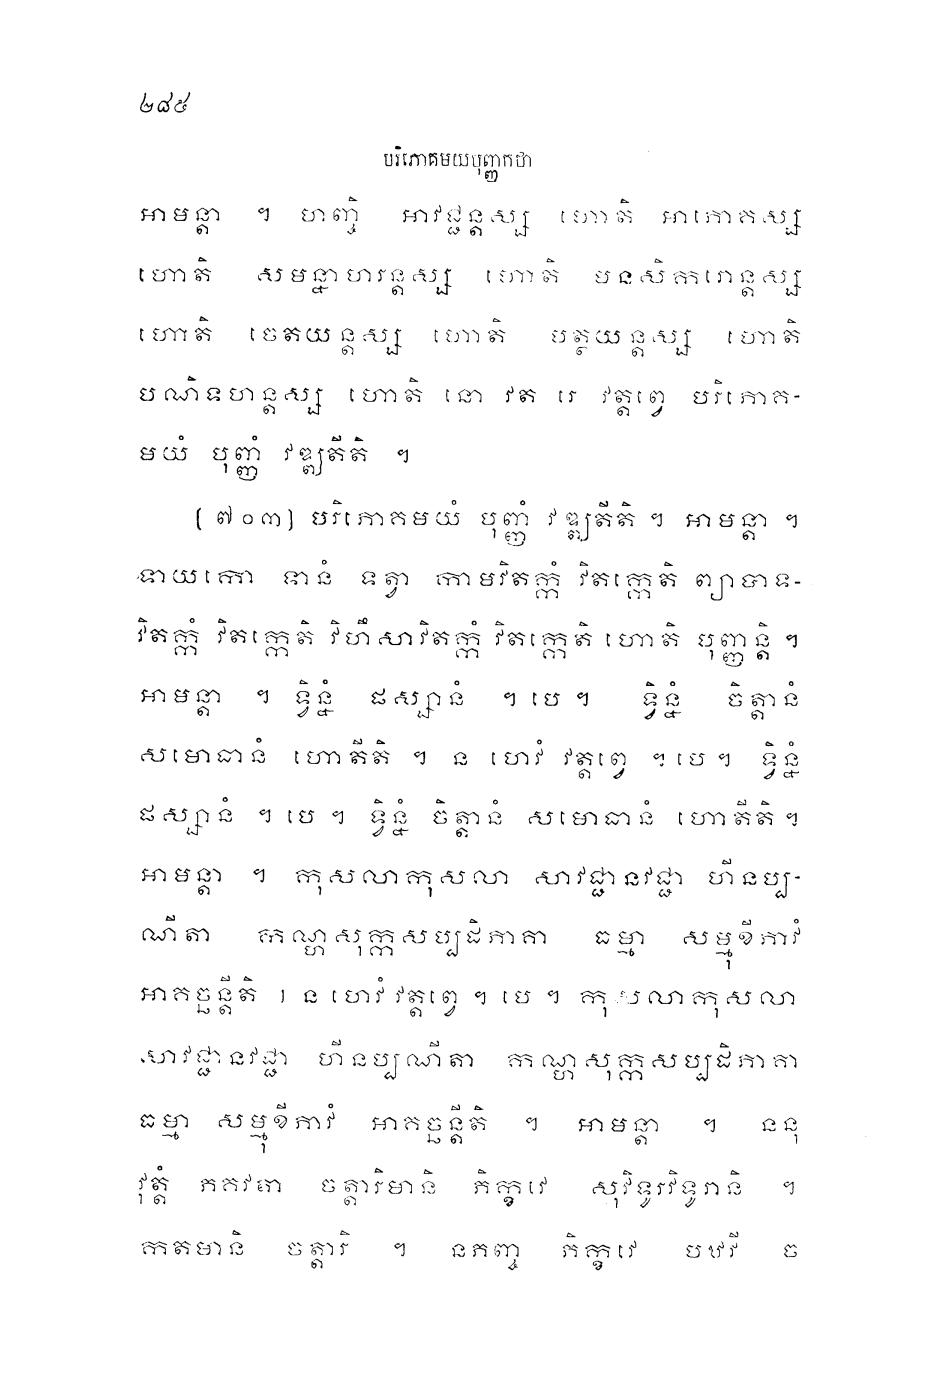 ២៨៥
បរិភោគមយបុញ្ញកថា
អាមន្តា ។ ហញ្ចិ អាវជ្ជន្តស្ស ហោតិ អាភោគស្ស
ហោតិ សមន្នាហរន្តស្ស ហោតិ មនសិករោន្តស្ស
ហោតិ ចេតយន្តស្ស ហោតិ បត្ថយន្តស្ស ហោតិ
បណិទហន្តស្ស ហោតិ នោ វត រេ វត្តព្វេ បរិភោគ-
មយំ បុញ្ញំ វឌ្ឍតីតិ ។
(៧០៣) បរិភោគមយំ បុញ្ញំ វឌ្ឍតីតិ ។ អាមន្តា ។
ទាយកោ ទានំ ទត្វា កាមវិតក្កំ វិតក្កេតិ ព្យាបាទ-
វិតក្កំ វិតក្កេតិ វិហឹសាវិតក្កំ វិតក្កេតិ ហោតិ បុញ្ញន្តិ ។
អាមន្តា ។ ទ្វិន្នំ ផស្សានំ ។ បេ ។ ទ្វិន្នំ ចិត្តានំ
សមោធានំ ហោតីតិ ។ ន ហេវំ វត្តព្វេ ។ បេ ។ ទ្វិន្នំ
ផស្សានំ ។ បេ ។ ទ្វិន្នំ ចិត្តានំ សមោធានំ ហោតីតិ ។
អាមន្តា ។ កុសលាកុសលា សាវជ្ជានវជ្ជា ហីនប្ប-
ណីតា កណ្ហសុក្កសប្បដិភាគា ធម្មា សម្មុខីភាវំ
អាគច្ឆន្តីតិ ។ ន ហេវំ វត្តព្វេ ។ បេ ។ កុសលាកុសលា
សាវជ្ជានវជ្ជា ហីនប្បណីតា កណ្ហសុក្កសប្បដិភាគា
ធម្មា សម្មុខីភាវំ អាគច្ឆន្តីតិ ។ អាមន្តា ។ ននុ
វុត្តំ ភគវតា ចត្តារិមានិ ភិក្ខវេ សុវិទូរវិទូរានិ ។
កតមានិ ចត្តារិ ។ នភញ្ច ភិក្ខវេ បឋវី ច